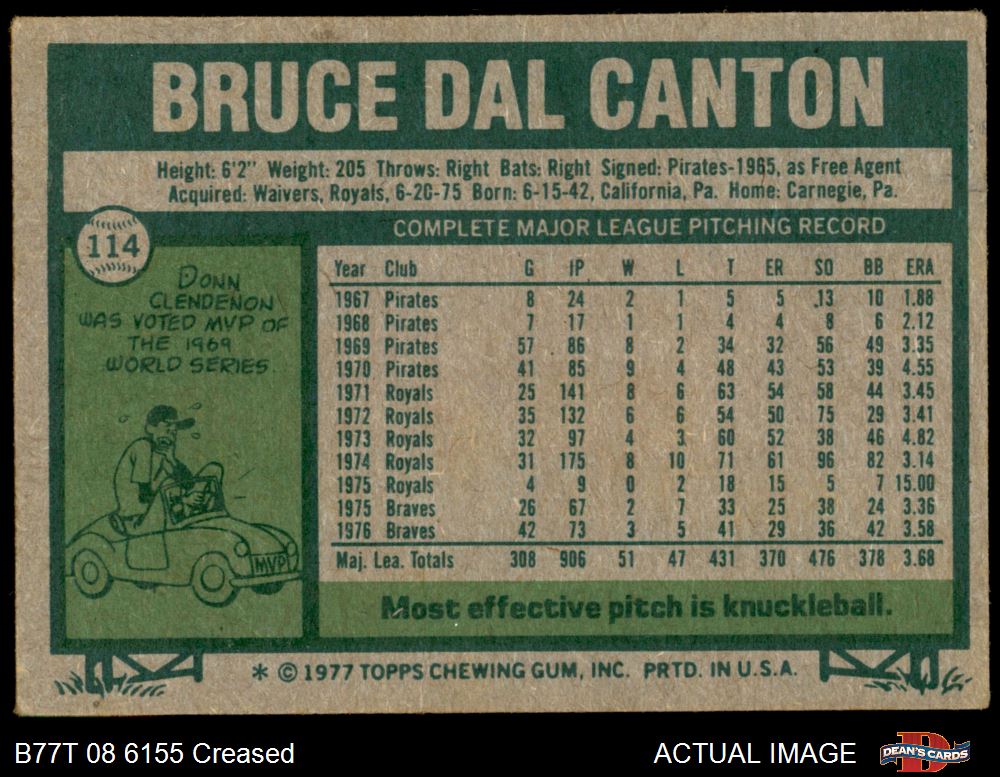 BRUCE DAL CANTON
Height: 6'2" Weight: 205 Throws: Right Bats: Right Signed: Pirates-1965, as Free Agent
Acquired: Waivers, Royals, 6-20-75 Born: 6-15-42, California, Pa. Home: Carnegie, Pa.
114
DONN
CLENDENON
WAS VOTED MVP OF
THE 1969
WORLD SERIES.
MVP
COMPLETE MAJOR LEAGUE PITCHING RECORD
Year Club G IP W L T ER SO BB ERA
1967 Pirates 8 24 2 1 5 5 13 10 1.88
1968 Pirates 7 17 1 1 4 4 8 6 2.12
1969 Pirates 57 86 8 2 34 32 56 49 3.35
1970 Pirates 41 85 9 4 48 43 53 39 4.55
1971 Royals 25 141 8 6 63 54 58 44 3.45
1972 Royals 35 132 6 6 54 50 75 29 3.41
1973 Royals 32 97 4 3 60 52 38 46 4.82
1974 Royals 31 175 8 10 71 61 96 82 3.14
1975 Royals 4 9 0 2 18 15 5 7 15.00
1975 Braves 26 67 2 7 33 25 38 24 3.36
1976 Braves 42 73 3 5 41 29 36 42 3.58
Maj. Lea. Totals 308 906 51 47 431 370 476 378 3.68
Most effective pitch is knuckleball.
* © 1977 TOPPS CHEWING GUM, INC. PRTD. IN U.S.A.
B77T 08 6155 Creased
ACTUAL IMAGE
DEAN'S CARDS